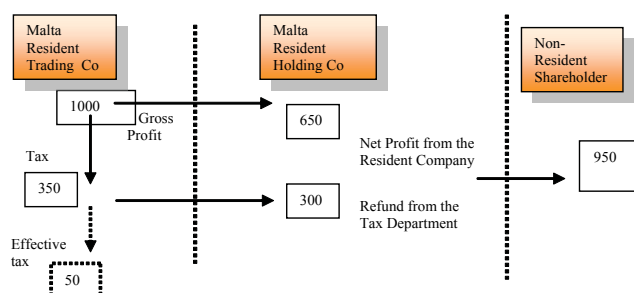 Malta
Resident
Trading Co
Malta
Resident
Holding Co
Non-
Resident
Shareholder
1000
Gross
Profit
650
Net Profit from the
Resident Company
950
Tax
350
300
Refund from the
Tax Department
Effective
tax
50